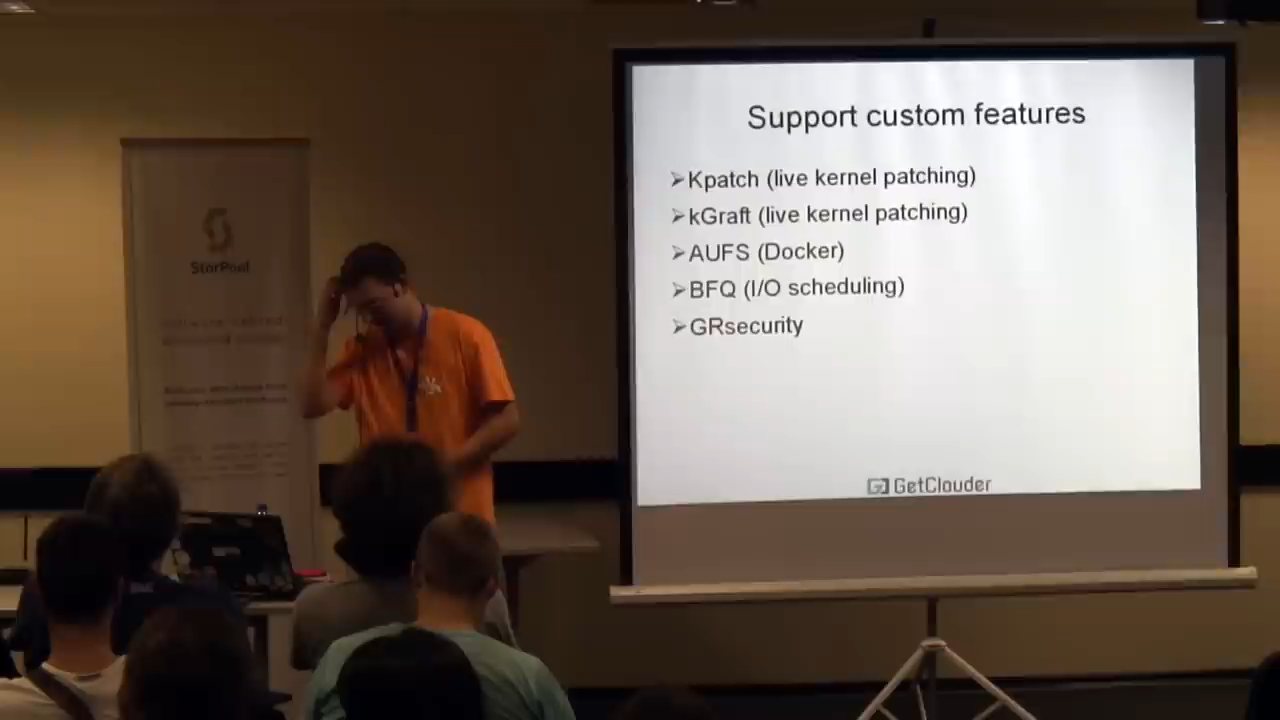 StorPool
Support custom features
➢Kpatch (live kernel patching)
➢kGraft (live kernel patching)
➢AUFS (Docker)
➢BFQ (I/O scheduling)
➢GRsecurity
GetClouder